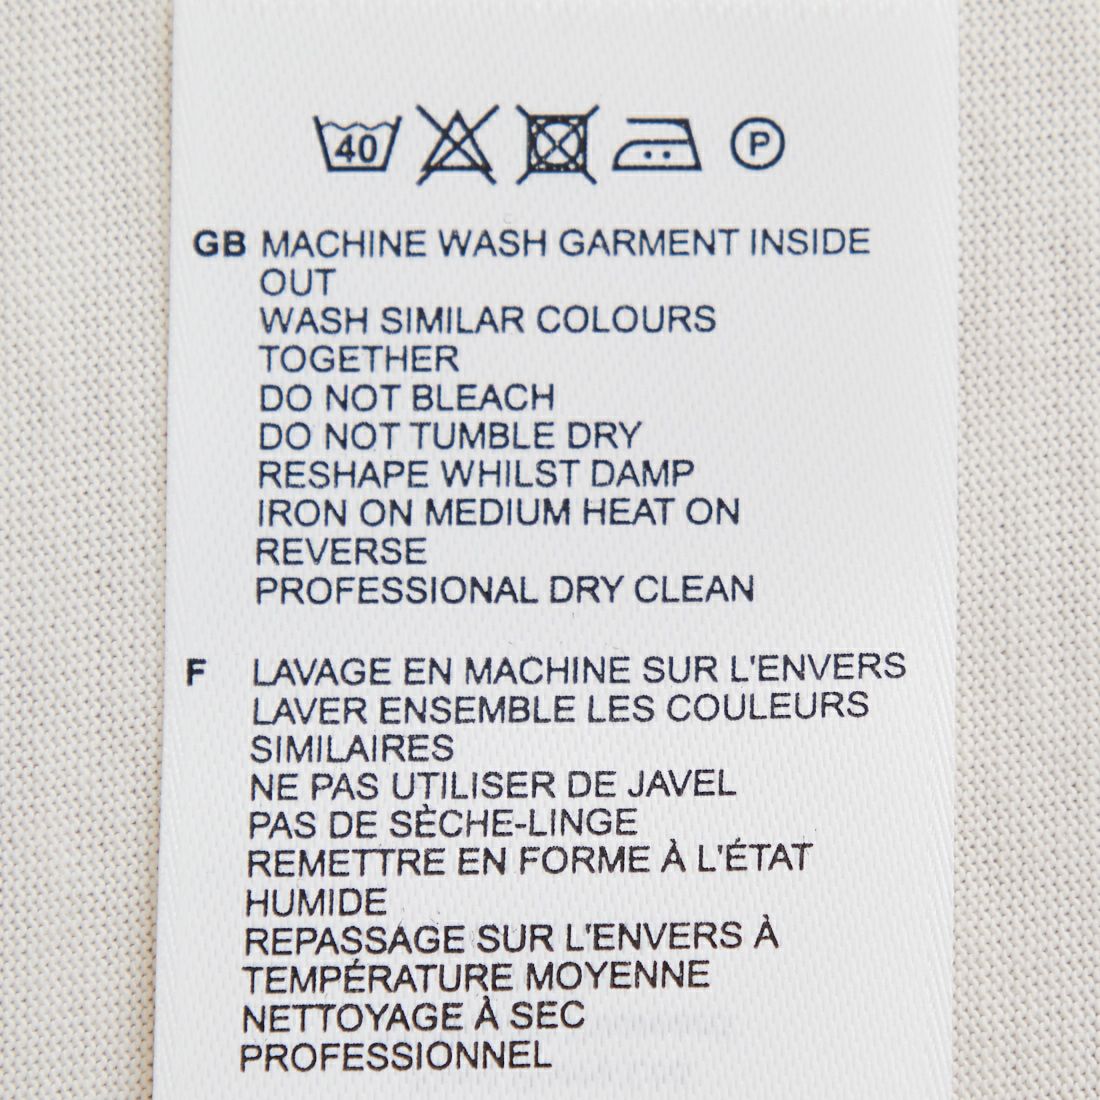 40 P
GB MACHINE WASH GARMENT INSIDE
OUT
WASH SIMILAR COLOURS
TOGETHER
DO NOT BLEACH
DO NOT TUMBLE DRY
RESHAPE WHILST DAMP
IRON ON MEDIUM HEAT ON
REVERSE
PROFESSIONAL DRY CLEAN
F LAVAGE EN MACHINE SUR L'ENVERS
LAVER ENSEMBLE LES COULEURS
SIMILAIRES
NE PAS UTILISER DE JAVEL
PAS DE SÈCHE-LINGE
REMETTRE EN FORME À L'ÉTAT
HUMIDE
REPASSAGE SUR L'ENVERS À
TEMPÉRATURE MOYENNE
NETTOYAGE À SEC
PROFESSIONNEL